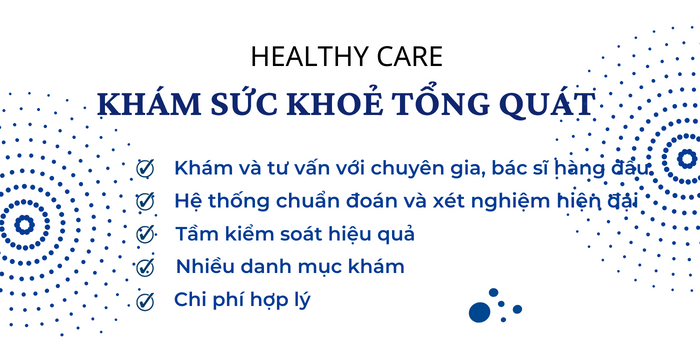 HEALTHY CARE
KHÁM SỨC KHOẺ TỔNG QUÁT
Khám và tư vấn với chuyên gia, bác sĩ hàng đầu
Hệ thống chuẩn đoán và xét nghiệm hiện đại
Tầm kiểm soát hiệu quả
Nhiều danh mục khám
Chi phí hợp lý